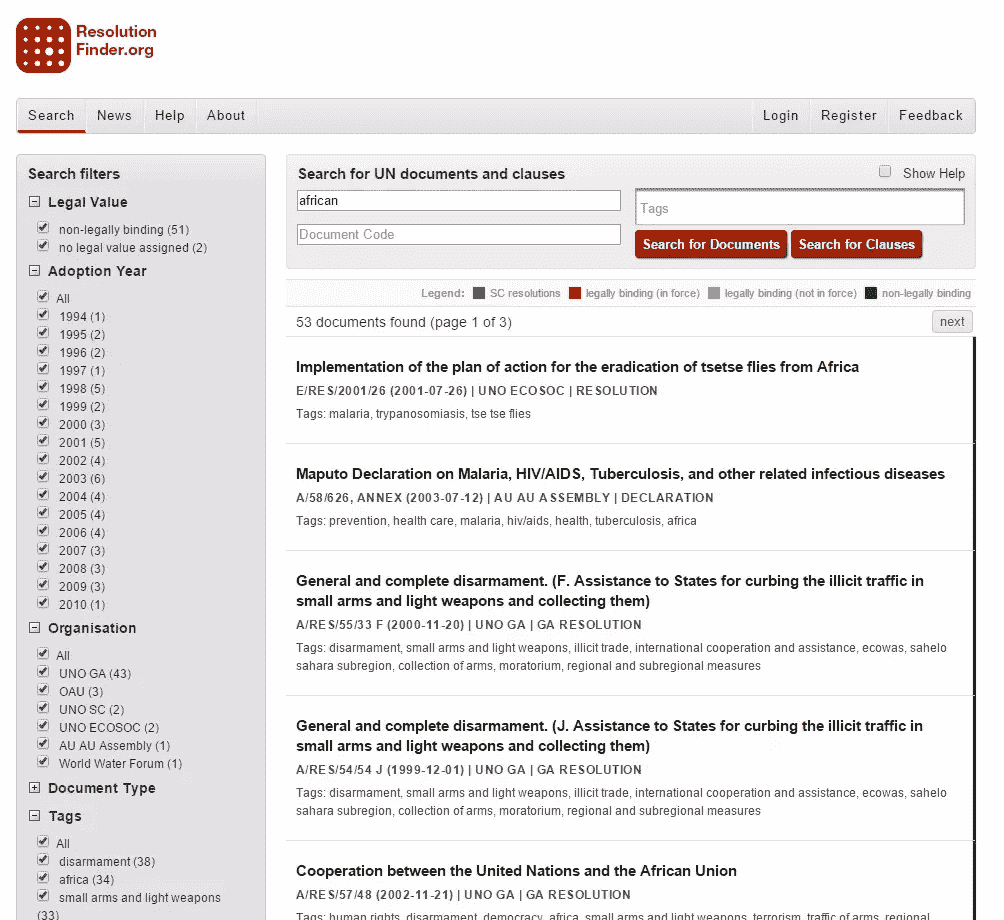 Resolution
Finder.org
Search
News
Help
About
Login
Register
Feedback
Search filters
Legal Value
non-legally binding (51)
no legal value assigned (2)
Adoption Year
All
1994 (1)
1995 (2)
1996 (2)
1997 (1)
1998 (5)
1999 (2)
2000 (3)
2001 (5)
2002 (4)
2003 (6)
2004 (4)
2005 (4)
2006 (4)
2007 (3)
2008 (3)
2009 (3)
2010 (1)
Organisation
All
UNO GA (43)
OAU (3)
UNO SC (2)
UNO ECOSOC (2)
AU AU Assembly (1)
World Water Forum (1)
Document Type
Tags
All
disarmament (38)
africa (34)
small arms and light weapons
(33)
Search for UN documents and clauses
Show Help
african
Tags
Document Code
Search for Documents
Search for Clauses
Legend: SC resolutions legally binding (in force) legally binding (not in force) non-legally binding
53 documents found (page 1 of 3)
next
Implementation of the plan of action for the eradication of tsetse flies from Africa
E/RES/2001/26 (2001-07-26) | UNO ECOSOC | RESOLUTION
Tags: malaria, trypanosomiasis, tse tse flies
Maputo Declaration on Malaria, HIV/AIDS, Tuberculosis, and other related infectious diseases
A/58/626, ANNEX (2003-07-12) | AU AU ASSEMBLY | DECLARATION
Tags: prevention, health care, malaria, hiv/aids, health, tuberculosis, africa
General and complete disarmament. (F. Assistance to States for curbing the illicit traffic in
small arms and light weapons and collecting them)
A/RES/55/33 F (2000-11-20) | UNO GA | GA RESOLUTION
Tags: disarmament, small arms and light weapons, illicit trade, international cooperation and assistance, ecowas, sahelo
sahara subregion, collection of arms, moratorium, regional and subregional measures
General and complete disarmament. (J. Assistance to States for curbing the illicit traffic in
small arms and light weapons and collecting them)
A/RES/54/54 J (1999-12-01) | UNO GA | GA RESOLUTION
Tags: disarmament, small arms and light weapons, illicit trade, international cooperation and assistance, ecowas, sahelo
sahara subregion, collection of arms, moratorium, regional and subregional measures
Cooperation between the United Nations and the African Union
A/RES/57/48 (2002-11-21) | UNO GA | GA RESOLUTION
Tags: human rights, disarmament, democracy, africa, small arms and light weapons, terrorism, traffic of arms, regional